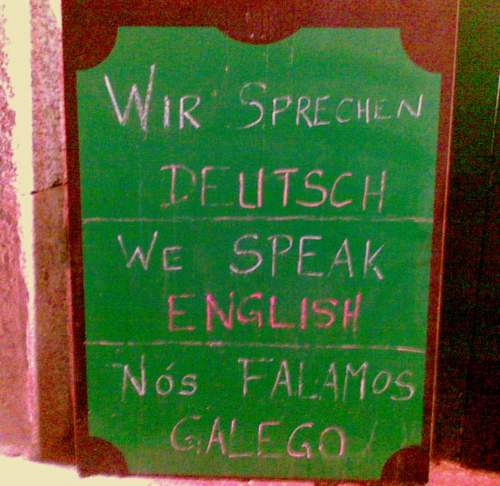 WIR SPRECHEN
DEUTSCH
WE SPEAK
ENGLISH
Nós FALAMOS
GALEGO